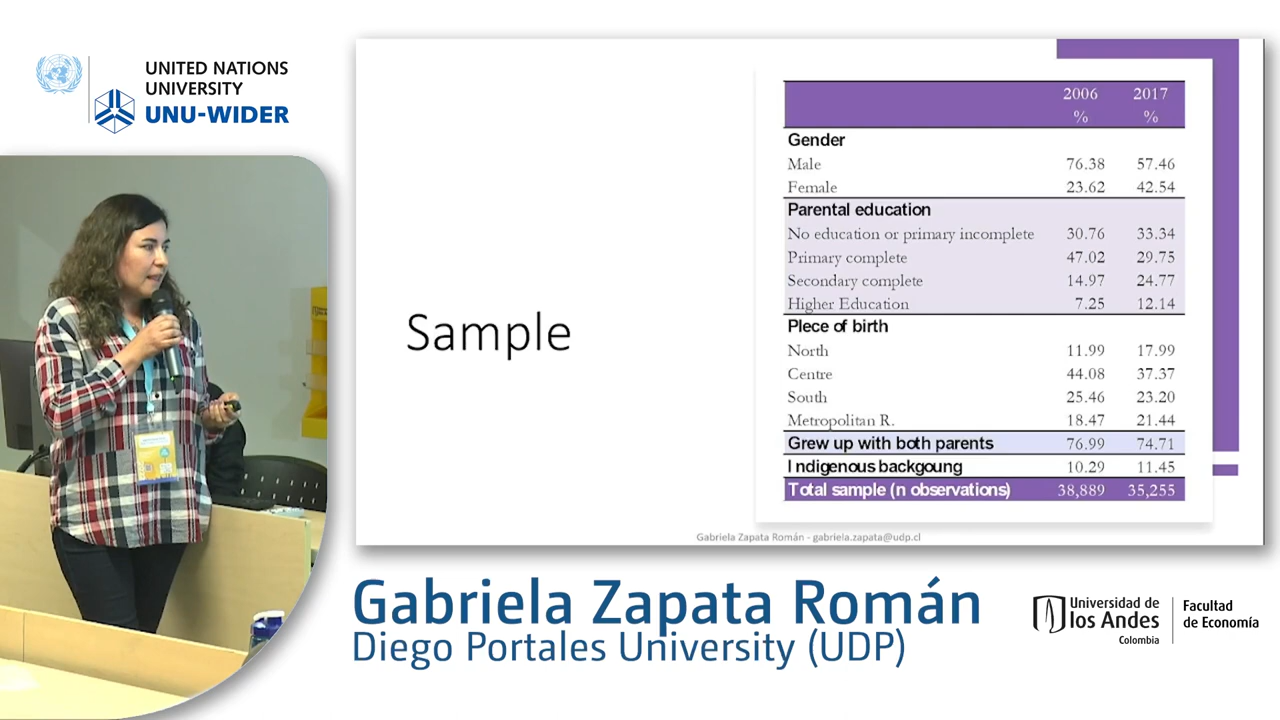 UNITED NATIONS
UNIVERSITY
UNU-WIDER
Sample
2006 2017
% %
Gender
Male 76.38 57.46
Female 23.62 42.54
Parental education
No education or primary incomplete 30.76 33.34
Primary complete 47.02 29.75
Secondary complete 14.97 24.77
Higher Education 7.25 12.14
Plece of birth
North 11.99 17.99
Centre 44.08 37.37
South 25.46 23.20
Metropolitan R. 18.47 21.44
Grew up with both parents 76.99 74.71
I ndigenous backgoung 10.29 11.45
Total sample (n observations) 38,889 35,255
Gabriela Zapata Román - gabriela.zapata@udp.cl
Gabriela Zapata Román
Diego Portales University (UDP)
Universidad de
los Andes
Colombia
Facultad
de Economía